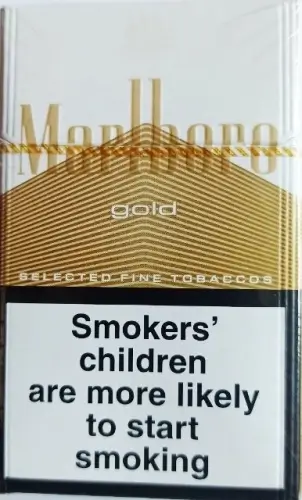 Marlboro
gold
SELECTED FINE TOBACCOS
Smokers'
children
are more likely
to start
smoking